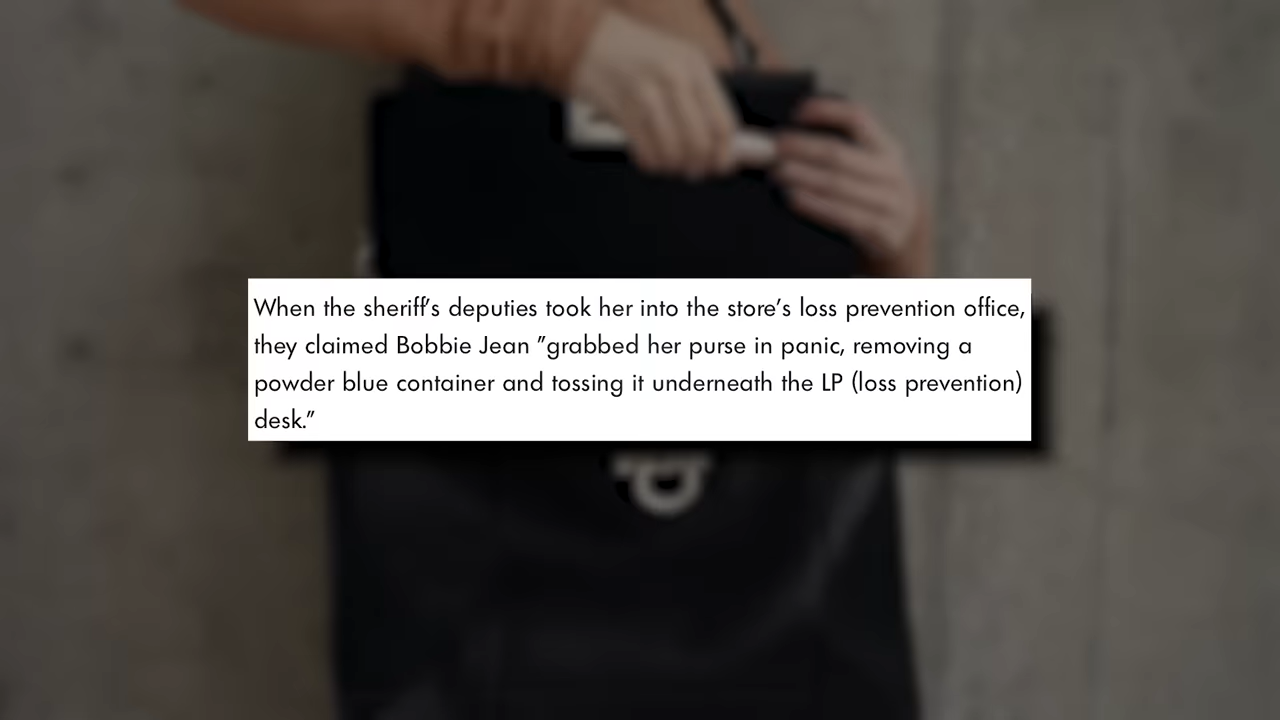 When the sheriff’s deputies took her into the store’s loss prevention office,
they claimed Bobbie Jean ”grabbed her purse in panic, removing a
powder blue container and tossing it underneath the LP (loss prevention)
desk.”